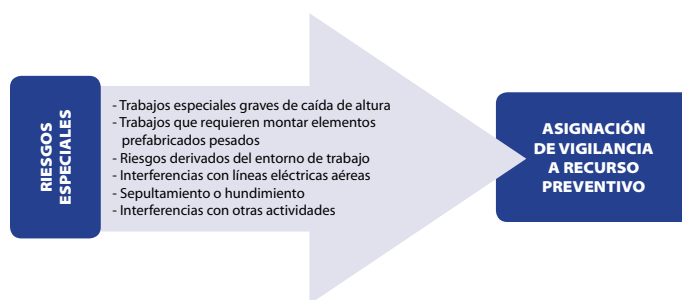 RIESGOS
ESPECIALES
- Trabajos especiales graves de caída de altura
- Trabajos que requieren montar elementos
prefabricados pesados
- Riesgos derivados del entorno de trabajo
- Interferencias con líneas eléctricas aéreas
- Sepultamiento o hundimiento
- Interferencias con otras actividades
ASIGNACIÓN
DE VIGILANCIA
A RECURSO
PREVENTIVO